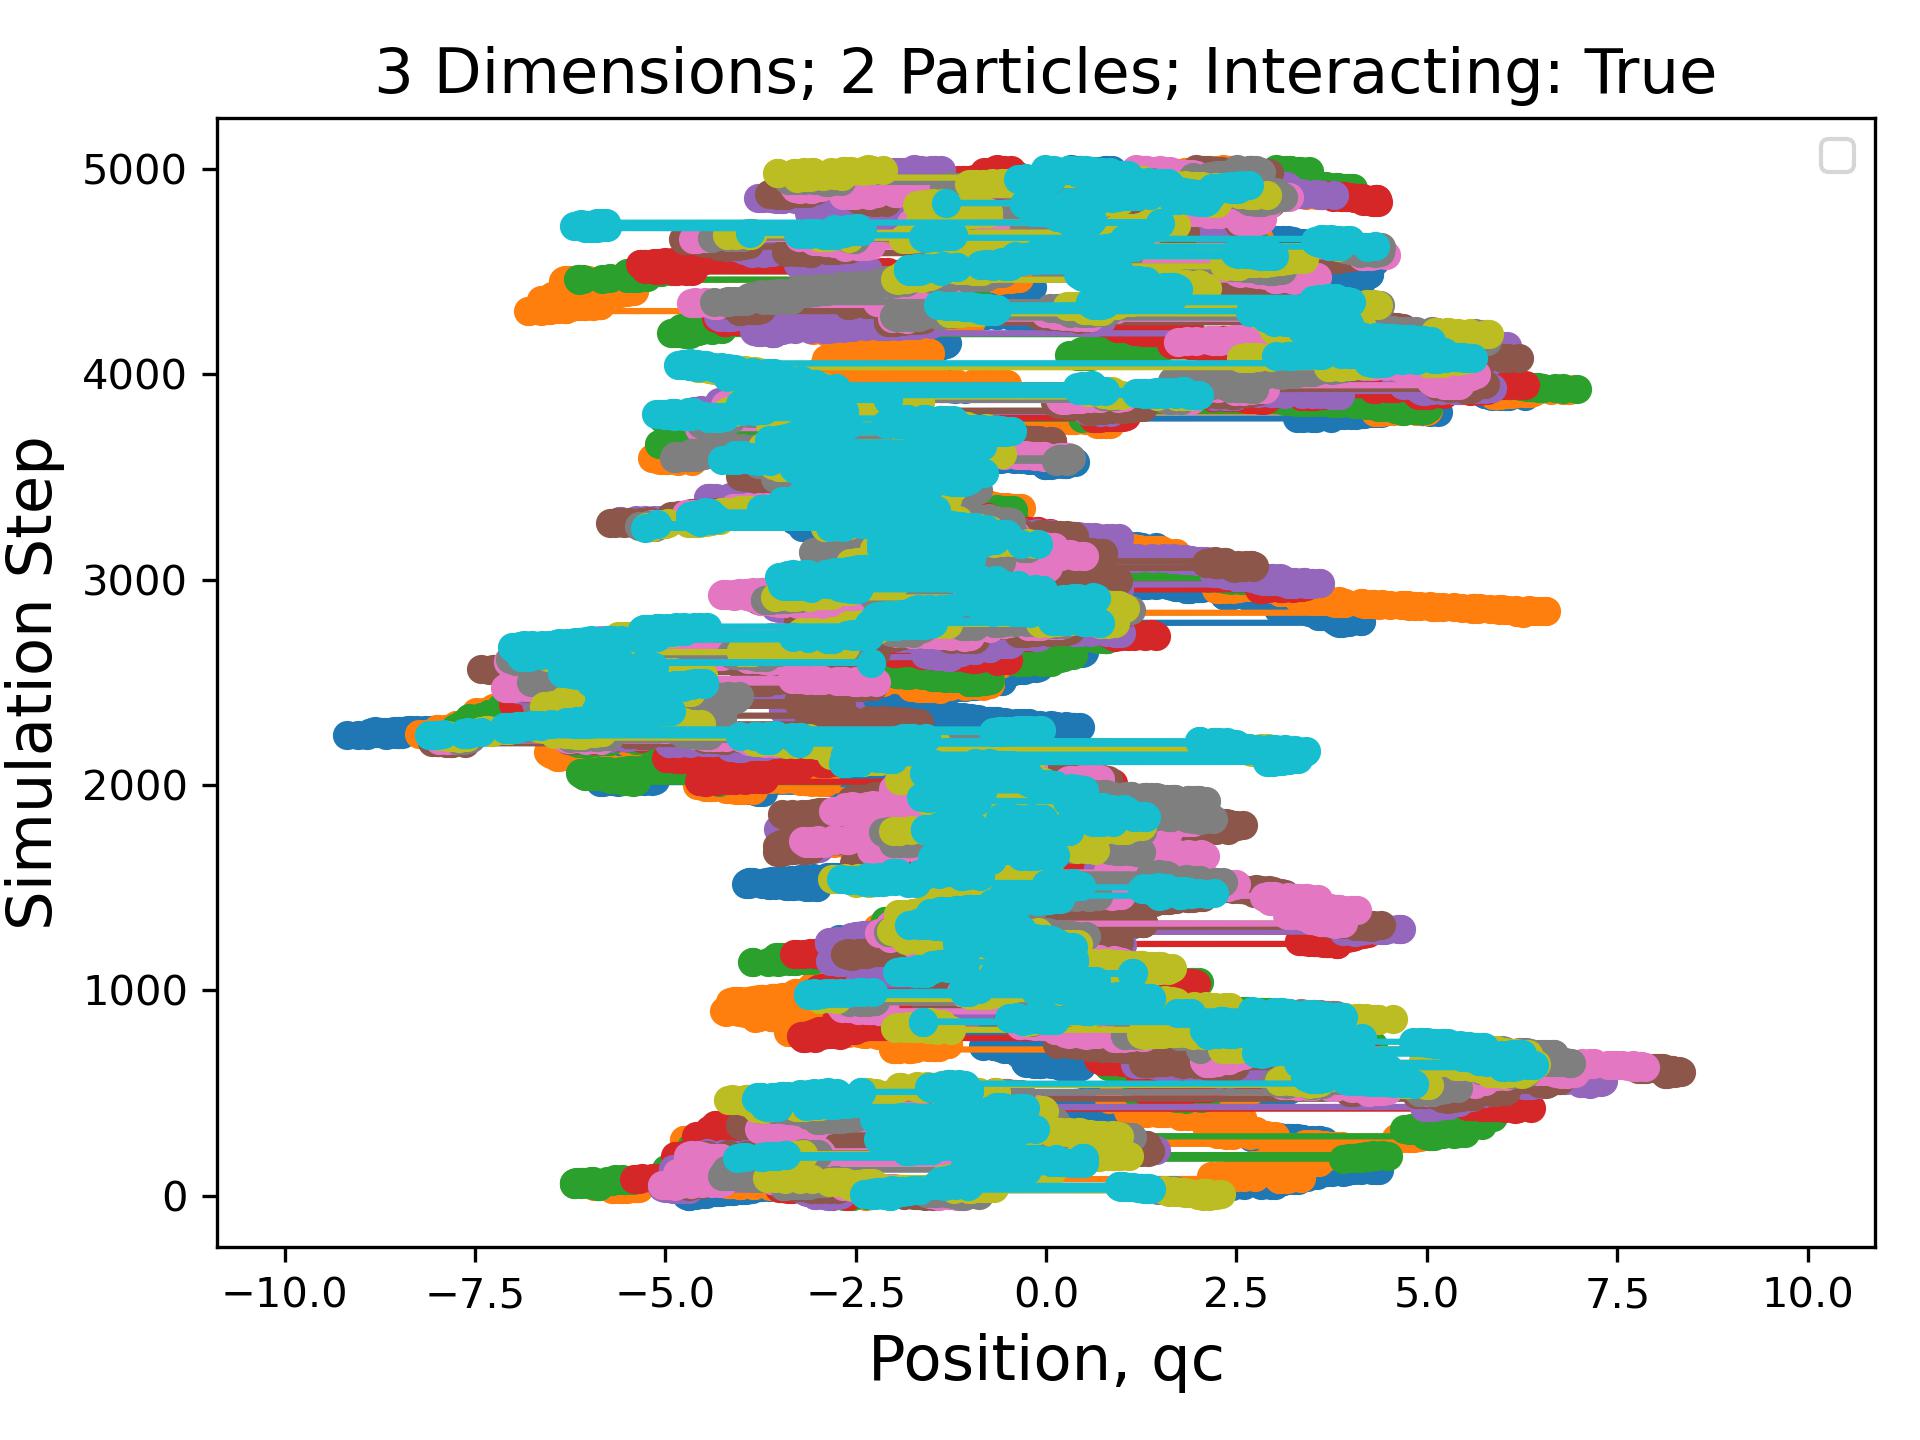 3 Dimensions; 2 Particles; Interacting: True
Simulation Step
5000
4000
3000
2000
1000
0
−10.0 −7.5 −5.0 −2.5 0.0 2.5 5.0 7.5 10.0
Position, qc